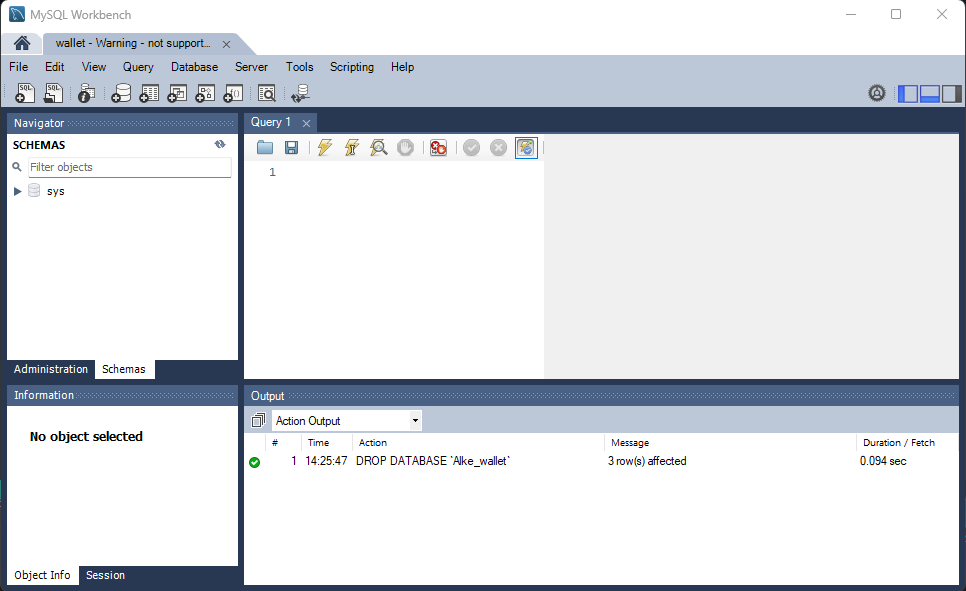 MySQL Workbench
wallet - Warning - not support...
File Edit View Query Database Server Tools Scripting Help
Navigator
SCHEMAS
Filter objects
sys
Administration Schemas
Information
No object selected
Object Info Session
Query 1
1
Output
Action Output
# Time Action Message Duration / Fetch
1 14:25:47 DROP DATABASE `Alke_wallet` 3 row(s) affected 0.094 sec